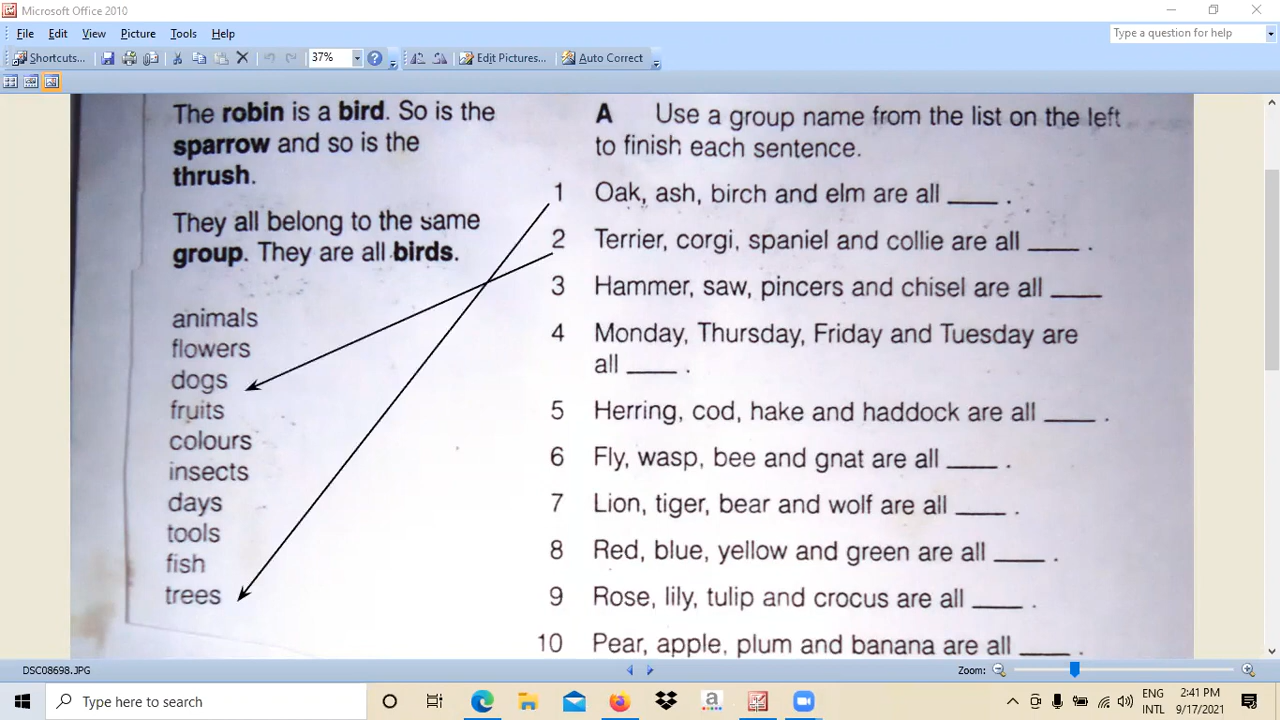 Microsoft Office 2010
File Edit View Picture Tools Help
Type a question for help
Shortcuts...
37%
Edit Pictures...
Auto Correct
The robin is a bird. So is the
sparrow and so is the
thrush.
They all belong to the same
group. They are all birds.
animals
flowers
dogs
fruits
colours
insects
days
tools
fish
trees
A Use a group name from the list on the left
to finish each sentence.
1 Oak, ash, birch and elm are all ____ .
2 Terrier, corgi, spaniel and collie are all ____ .
3 Hammer, saw, pincers and chisel are all ____
4 Monday, Thursday, Friday and Tuesday are
all ____ .
5 Herring, cod, hake and haddock are all ____ .
6 Fly, wasp, bee and gnat are all ____ .
7 Lion, tiger, bear and wolf are all ____ .
8 Red, blue, yellow and green are all ____ .
9 Rose, lily, tulip and crocus are all ____ .
10 Pear, apple, plum and banana are all ____ .
DSC08698.JPG
Zoom:
Type here to search
a
ENG
INTL
2:41 PM
9/17/2021